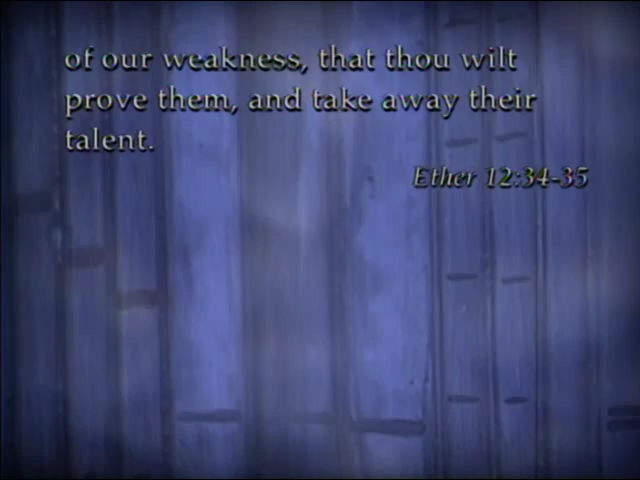 of our weakness, that thou wilt
prove them, and take away their
talent.
Ether 12:34-35